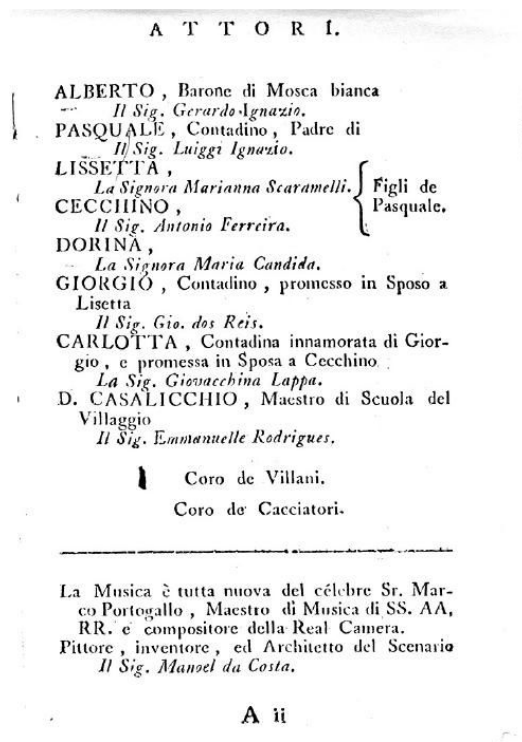 ATTORI.
ALBERTO, Barone di Mosca bianca
Il Sig. Gerardo Ignazio.
PASQUALE, Contadino, Padre di
Il Sig. Luiggi Ignazio.
LISSETTA,
La Signora Marianna Scaramelli.
CECCHINO,
Il Sig. Antonio Ferreira.
Figli de
Pasquale.
DORINA,
La Signora Maria Candida.
GIORGIO, Contadino, promesso in Sposo a
Lisetta
Il Sig. Gio. dos Reis.
CARLOTTA, Contadina innamorata di Gior-
gio, e promessa in Sposa a Cecchino
La Sig. Giovacchina Lappa.
D. CASALICCHIO, Maestro di Scuola del
Villaggio
Il Sig. Emmanuelle Rodrigues.
Coro de Villani.
Coro de Cacciatori.
La Musica è tutta nuova del célebre Sr. Mar-
co Portogallo, Maestro di Musica di SS. AA,
RR. e compositore della Real Camera.
Pittore, inventore, ed Architetto del Scenario
Il Sig. Manoel da Costa.
A ii